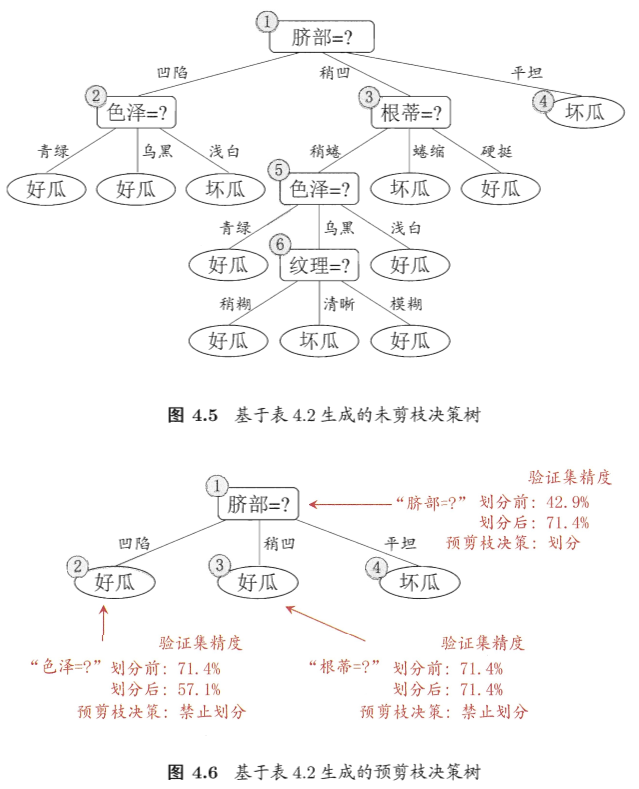 ① 脐部=?
凹陷 稍凹 平坦
② 色泽=? ③ 根蒂=? ④ 坏瓜
青绿 乌黑 浅白 稍蜷 蜷缩 硬挺
好瓜 好瓜 坏瓜 ⑤ 色泽=? 坏瓜 好瓜
青绿 乌黑 浅白
好瓜 ⑥ 纹理=? 好瓜
稍糊 清晰 模糊
好瓜 坏瓜 好瓜
图 4.5 基于表 4.2 生成的未剪枝决策树
验证集精度
① 脐部=? “脐部=?” 划分前: 42.9%
划分后: 71.4%
预剪枝决策: 划分
凹陷 稍凹 平坦
② 好瓜 ③ 好瓜 ④ 坏瓜
验证集精度 验证集精度
“色泽=?” 划分前: 71.4% “根蒂=?” 划分前: 71.4%
划分后: 57.1% 划分后: 71.4%
预剪枝决策: 禁止划分 预剪枝决策: 禁止划分
图 4.6 基于表 4.2 生成的预剪枝决策树